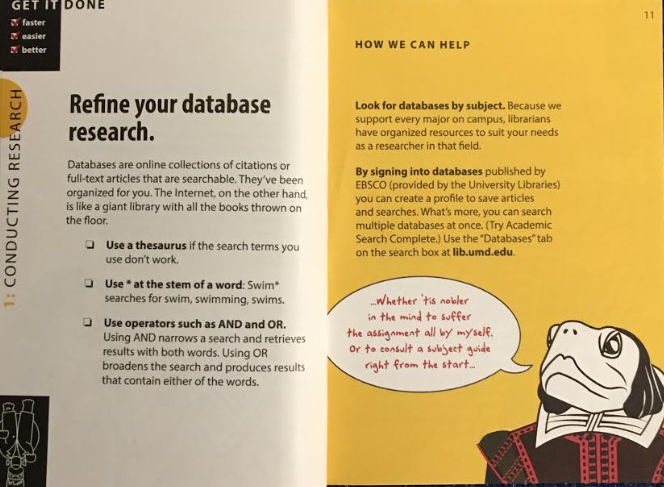 GET IT DONE
faster
easier
better
1: CONDUCTING RESEARCH
Refine your database
research.
Databases are online collections of citations or
full-text articles that are searchable. They've been
organized for you. The Internet, on the other hand,
is like a giant library with all the books thrown on
the floor.
Use a thesaurus if the search terms you
use don't work.
Use * at the stem of a word: Swim*
searches for swim, swimming, swims.
Use operators such as AND and OR.
Using AND narrows a search and retrieves
results with both words. Using OR
broadens the search and produces results
that contain either of the words.
11
HOW WE CAN HELP
Look for databases by subject. Because we
support every major on campus, librarians
have organized resources to suit your needs
as a researcher in that field.
By signing into databases published by
EBSCO (provided by the University Libraries)
you can create a profile to save articles
and searches. What's more, you can search
multiple databases at once. (Try Academic
Search Complete.) Use the "Databases" tab
on the search box at lib.umd.edu.
...Whether 'tis nobler
in the mind to suffer
the assignment all by myself,
Or to consult a subject guide
right from the start...